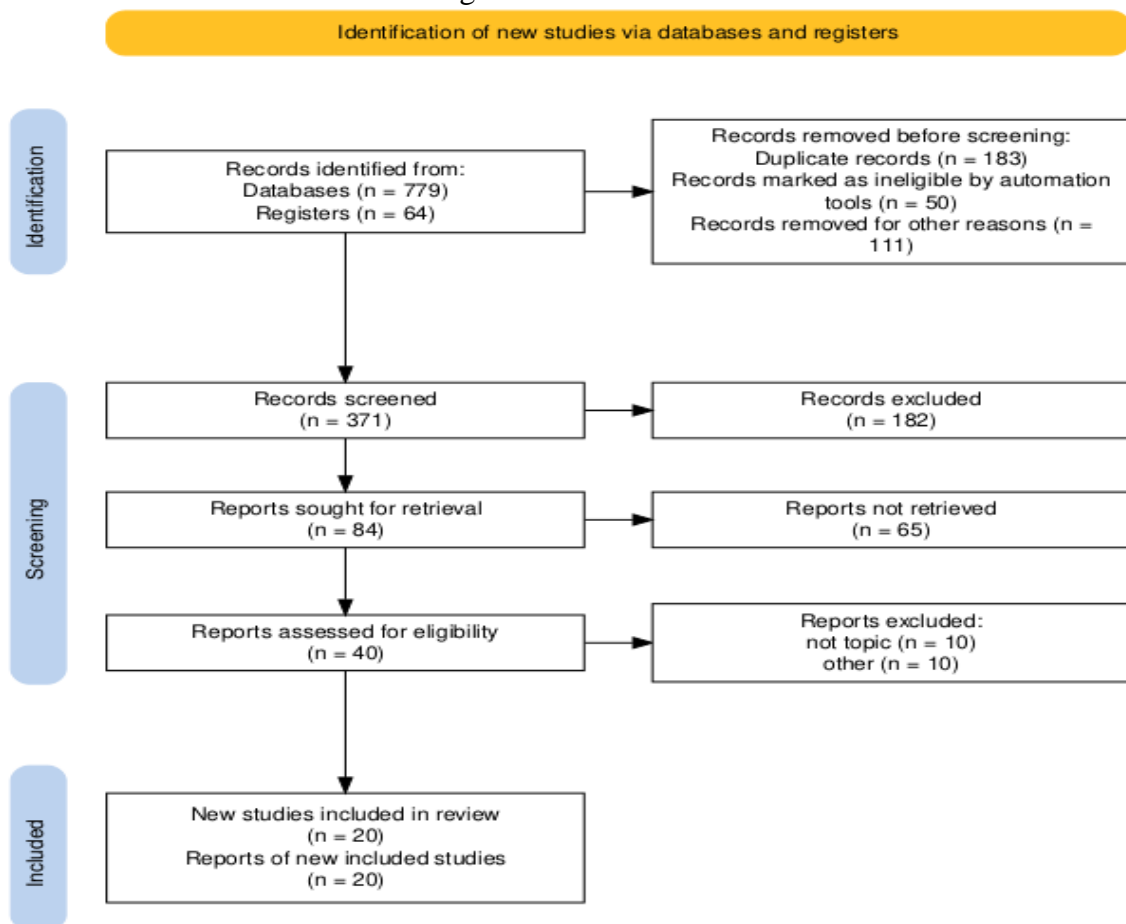 Identification of new studies via databases and registers
Identification
Records identified from:
Databases (n = 779)
Registers (n = 64)
Records removed before screening:
Duplicate records (n = 183)
Records marked as ineligible by automation
tools (n = 50)
Records removed for other reasons (n =
111)
Screening
Records screened
(n = 371)
Records excluded
(n = 182)
Reports sought for retrieval
(n = 84)
Reports not retrieved
(n = 65)
Reports assessed for eligibility
(n = 40)
Reports excluded:
not topic (n = 10)
other (n = 10)
Included
New studies included in review
(n = 20)
Reports of new included studies
(n = 20)